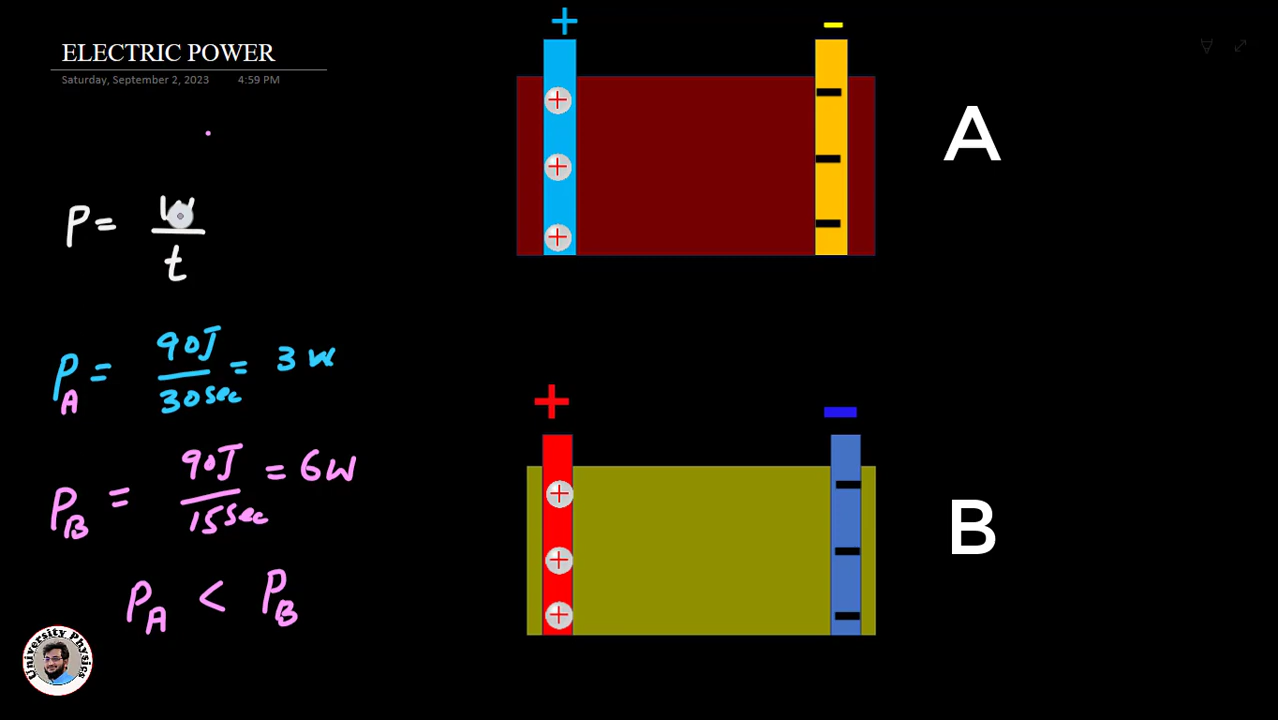 ELECTRIC POWER
Saturday, September 2, 2023 4:59 PM
P = W / t
P_A = 90J / 30sec = 3 W
P_B = 90J / 15sec = 6W
P_A < P_B
+ -
+ -
+ -
+ -
A
+ -
+ -
+ -
+ -
B
University Physics